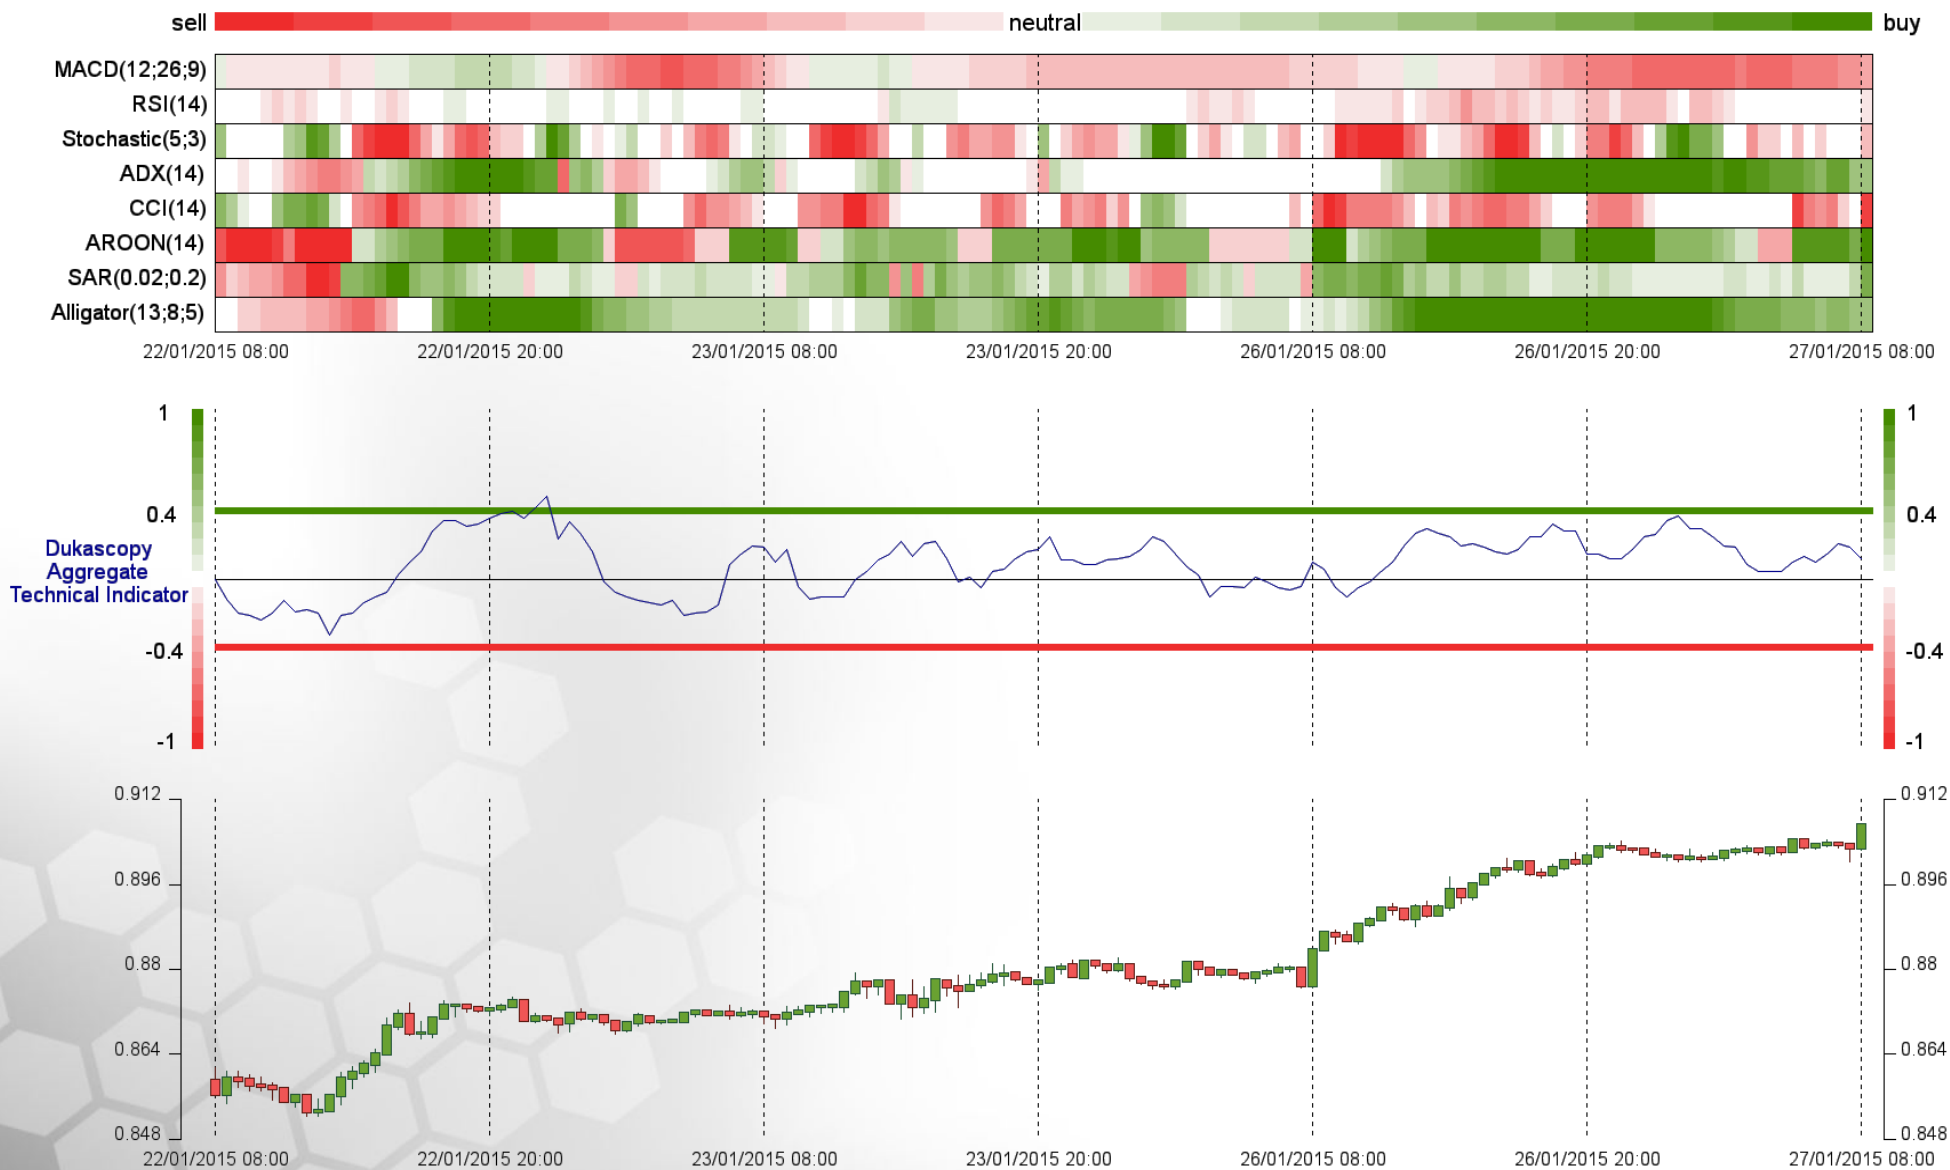 sell neutral buy
MACD(12;26;9)
RSI(14)
Stochastic(5;3)
ADX(14)
CCI(14)
AROON(14)
SAR(0.02;0.2)
Alligator(13;8;5)
22/01/2015 08:00 22/01/2015 20:00 23/01/2015 08:00 23/01/2015 20:00 26/01/2015 08:00 26/01/2015 20:00 27/01/2015 08:00
1 1
0.4 0.4
Dukascopy
Aggregate
Technical Indicator
-0.4 -0.4
-1 -1
0.912 0.912
0.896 0.896
0.88 0.88
0.864 0.864
0.848 0.848
22/01/2015 08:00 22/01/2015 20:00 23/01/2015 08:00 23/01/2015 20:00 26/01/2015 08:00 26/01/2015 20:00 27/01/2015 08:00